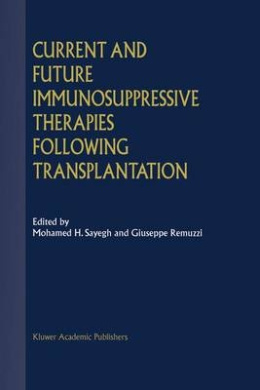 CURRENT AND
FUTURE
IMMUNOSUPPRESSIVE
THERAPIES
FOLLOWING
TRANSPLANTATION
Edited by
Mohamed H. Sayegh and Giuseppe Remuzzi
Kluwer Academic Publishers